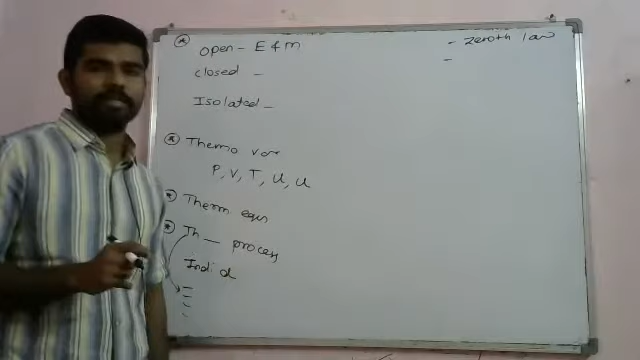 Open - E & m
- Zeroth law
closed -
-
Isolated -
Thermo var
P, V, T, U, U
Therm equ
Th - process
Indi d